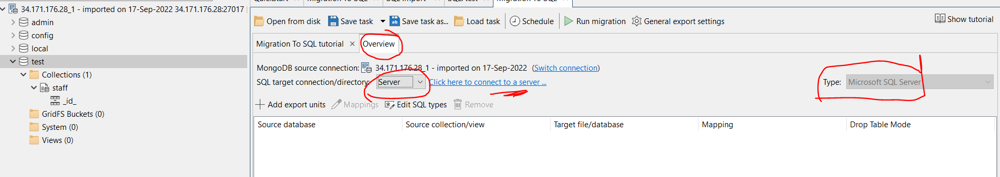 34.171.176.28_1 - imported on 17-Sep-2022 34.171.176.28:27017
admin
config
local
test
Collections (1)
staff
_id_
GridFS Buckets (0)
System (0)
Views (0)
Open from disk Save task Save task as... Load task Schedule Run migration General export settings Show tutorial
Migration To SQL tutorial Overview
MongoDB source connection: 34.171.176.28_1 - imported on 17-Sep-2022 (Switch connection)
SQL target connection/directory: Server Click here to connect to a server ... Type: Microsoft SQL Server
Add export units Mappings Edit SQL types Remove
Source database Source collection/view Target file/database Mapping Drop Table Mode